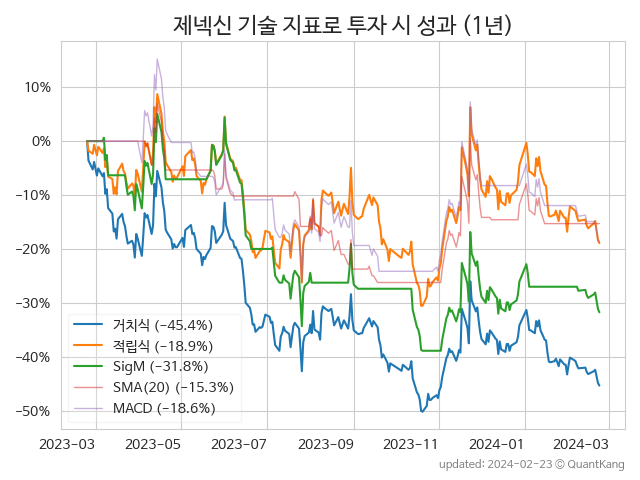 제넥신 기술 지표로 투자 시 성과 (1년)
10%
0%
−10%
−20%
−30%
−40%
−50%
거치식 (−45.4%)
적립식 (−18.9%)
SigM (−31.8%)
SMA(20) (−15.3%)
MACD (−18.6%)
2023-03 2023-05 2023-07 2023-09 2023-11 2024-01 2024-03
updated: 2024-02-23 ⓒ QuantKang